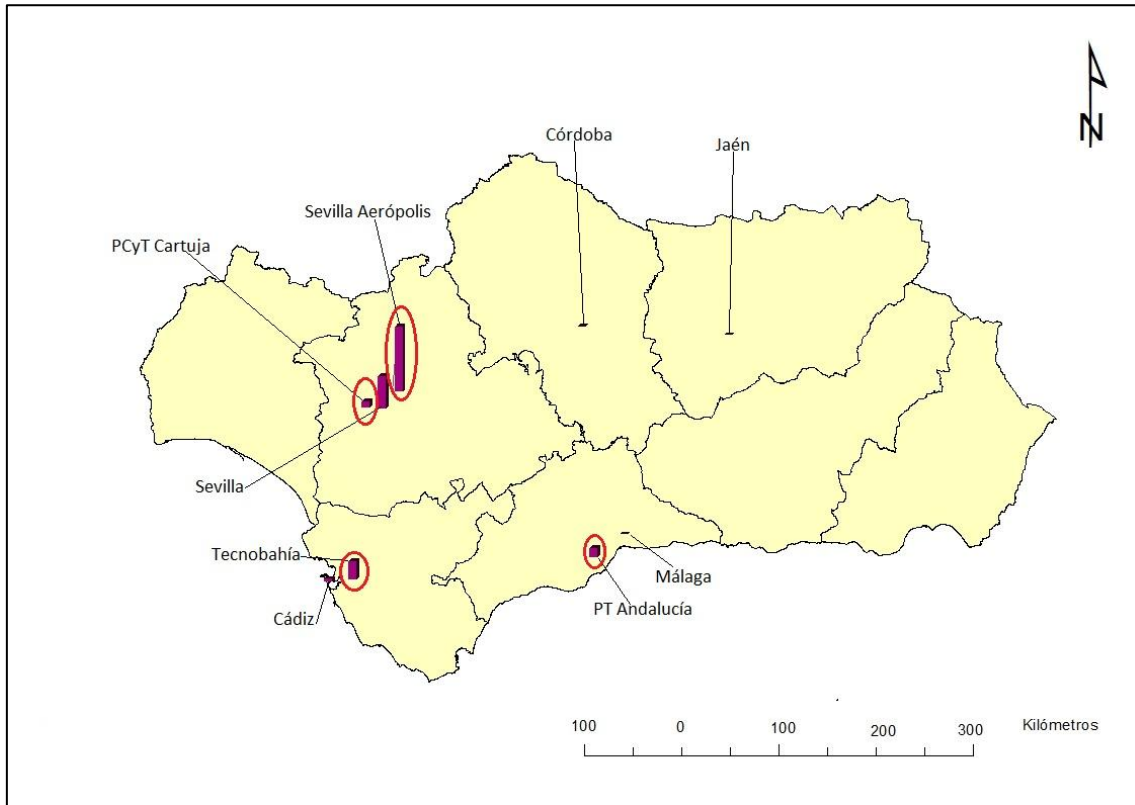 N
Córdoba
Jaén
Sevilla Aerópolis
PCyT Cartuja
Sevilla
Tecnobahía
Cádiz
Málaga
PT Andalucía
100 0 100 200 300 Kilómetros